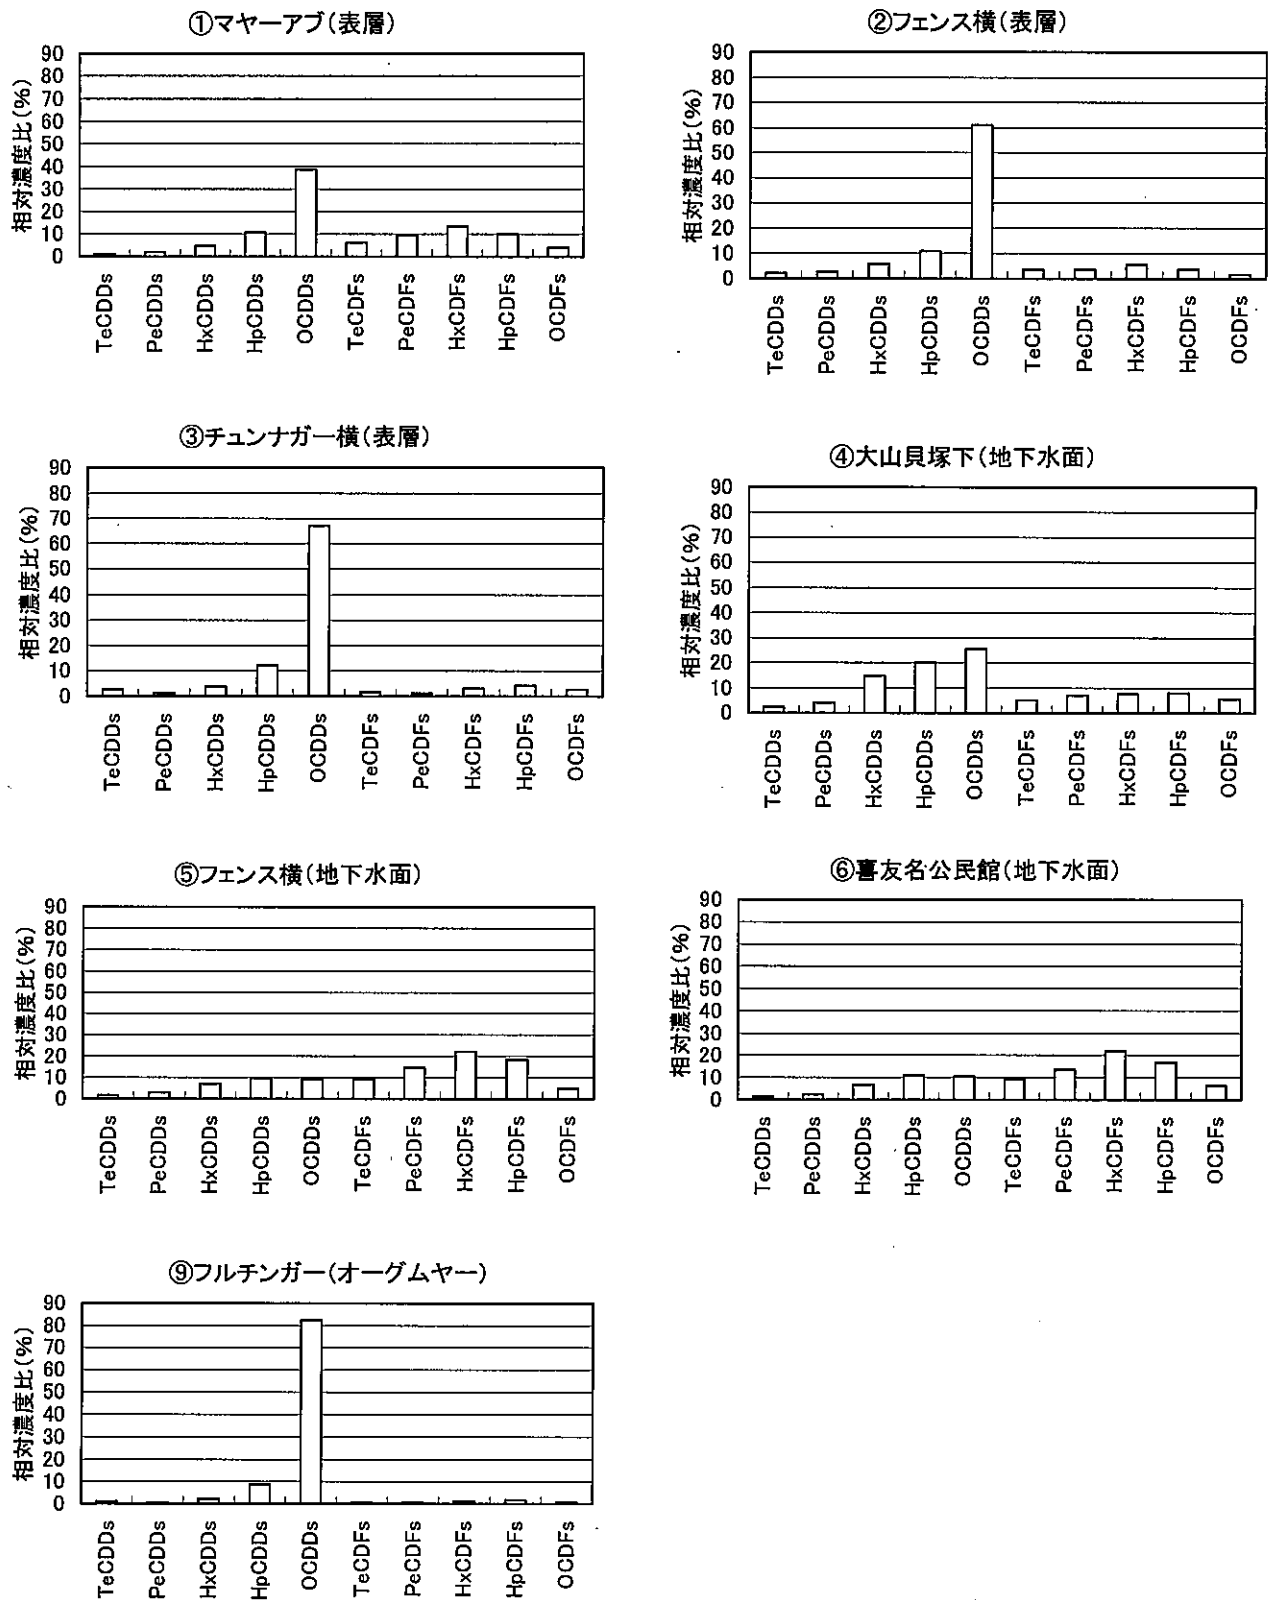 ①マヤーアブ(表層)
相対濃度比(%)
90
80
70
60
50
40
30
20
10
0
TeCDDs
PeCDDs
HxCDDs
HpCDDs
OCDDs
TeCDFs
PeCDFs
HxCDFs
HpCDFs
OCDFs
②フェンス横(表層)
相対濃度比(%)
90
80
70
60
50
40
30
20
10
0
TeCDDs
PeCDDs
HxCDDs
HpCDDs
OCDDs
TeCDFs
PeCDFs
HxCDFs
HpCDFs
OCDFs
③チュンナガー横(表層)
相対濃度比(%)
90
80
70
60
50
40
30
20
10
0
TeCDDs
PeCDDs
HxCDDs
HpCDDs
OCDDs
TeCDFs
PeCDFs
HxCDFs
HpCDFs
OCDFs
④大山貝塚下(地下水面)
相対濃度比(%)
90
80
70
60
50
40
30
20
10
0
TeCDDs
PeCDDs
HxCDDs
HpCDDs
OCDDs
TeCDFs
PeCDFs
HxCDFs
HpCDFs
OCDFs
⑤フェンス横(地下水面)
相対濃度比(%)
90
80
70
60
50
40
30
20
10
0
TeCDDs
PeCDDs
HxCDDs
HpCDDs
OCDDs
TeCDFs
PeCDFs
HxCDFs
HpCDFs
OCDFs
⑥喜友名公民館(地下水面)
相対濃度比(%)
90
80
70
60
50
40
30
20
10
0
TeCDDs
PeCDDs
HxCDDs
HpCDDs
OCDDs
TeCDFs
PeCDFs
HxCDFs
HpCDFs
OCDFs
⑨フルチンガー(オーグムヤー)
相対濃度比(%)
90
80
70
60
50
40
30
20
10
0
TeCDDs
PeCDDs
HxCDDs
HpCDDs
OCDDs
TeCDFs
PeCDFs
HxCDFs
HpCDFs
OCDFs